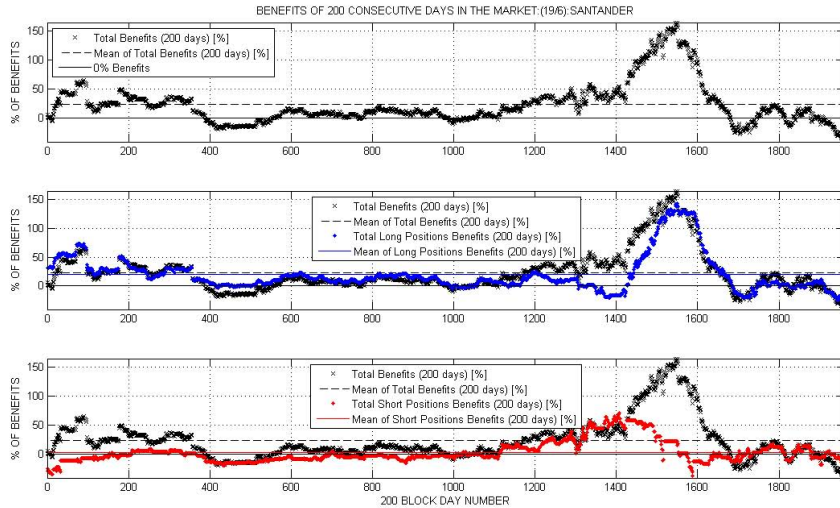 BENEFITS OF 200 CONSECUTIVE DAYS IN THE MARKET:(19/6):SANTANDER
% OF BENEFITS
150
100
50
0
Total Benefits (200 days) [%]
Mean of Total Benefits (200 days) [%]
0% Benefits
0 200 400 600 800 1000 1200 1400 1600 1800
% OF BENEFITS
150
100
50
0
Total Benefits (200 days) [%]
Mean of Total Benefits (200 days) [%]
Total Long Positions Benefits (200 days) [%]
Mean of Long Positions Benefits (200 days) [%]
0 200 400 600 800 1000 1200 1400 1600 1800
% OF BENEFITS
150
100
50
0
Total Benefits (200 days) [%]
Mean of Total Benefits (200 days) [%]
Total Short Positions Benefits (200 days) [%]
Mean of Short Positions Benefits (200 days) [%]
0 200 400 600 800 1000 1200 1400 1600 1800
200 BLOCK DAY NUMBER